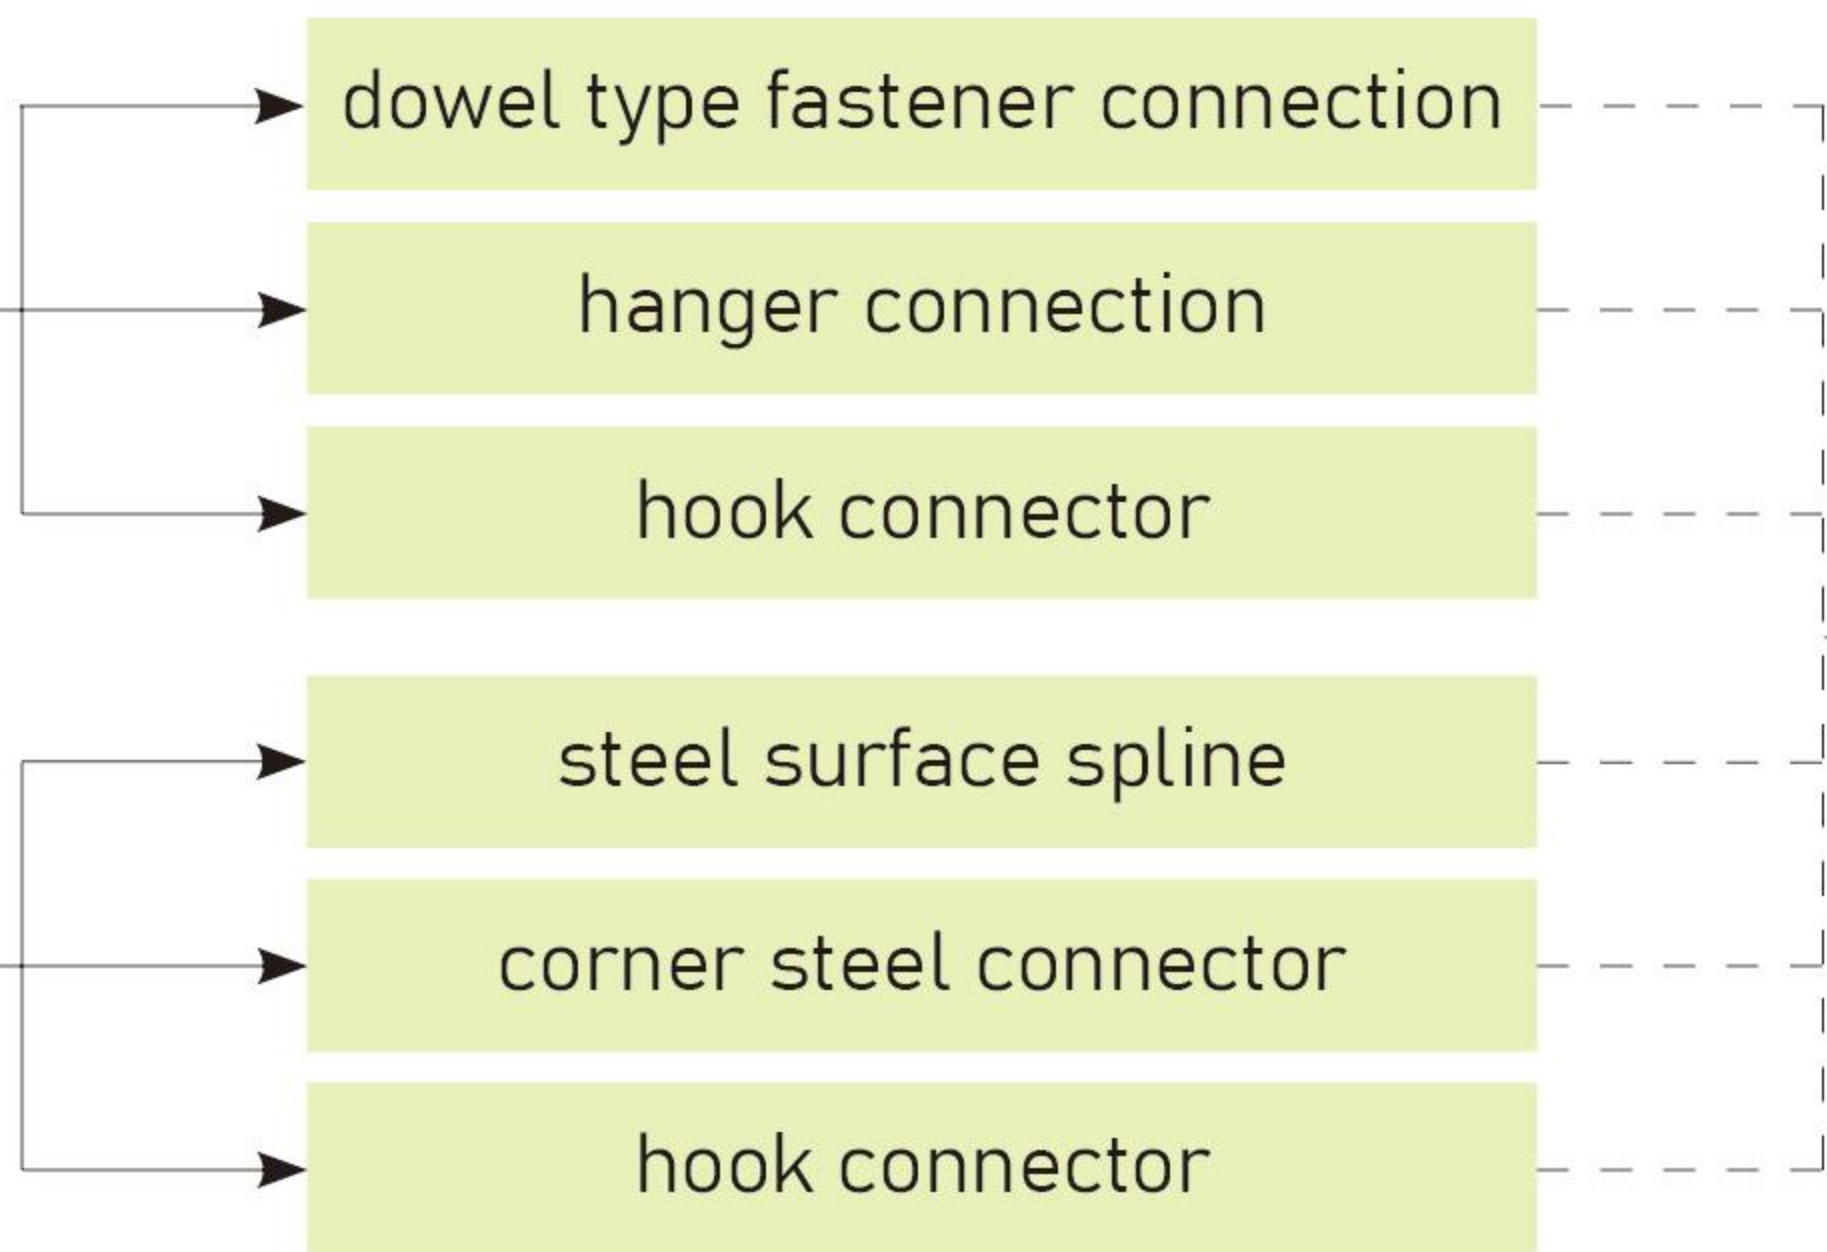 dowel type fastener connection
hanger connection
hook connector
steel surface spline
corner steel connector
hook connector